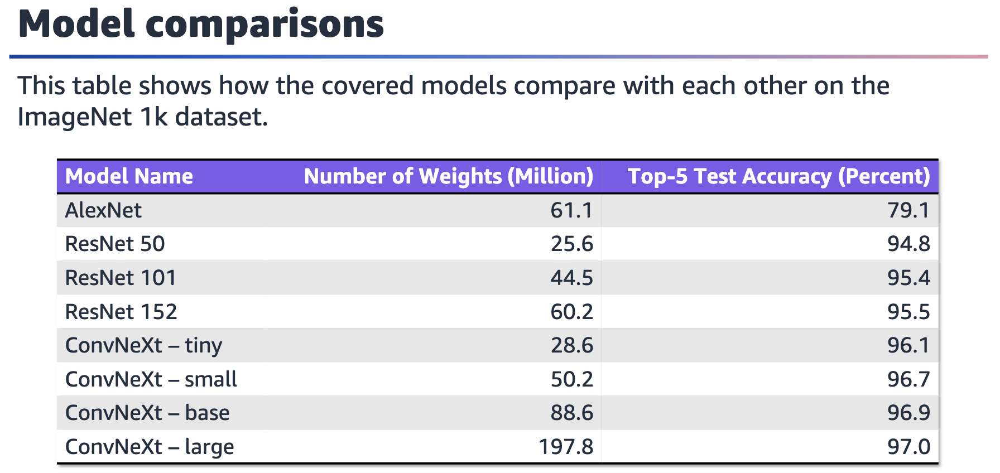 Model comparisons
This table shows how the covered models compare with each other on the
ImageNet 1k dataset.
Model Name Number of Weights (Million) Top-5 Test Accuracy (Percent)
AlexNet 61.1 79.1
ResNet 50 25.6 94.8
ResNet 101 44.5 95.4
ResNet 152 60.2 95.5
ConvNeXt – tiny 28.6 96.1
ConvNeXt – small 50.2 96.7
ConvNeXt – base 88.6 96.9
ConvNeXt – large 197.8 97.0